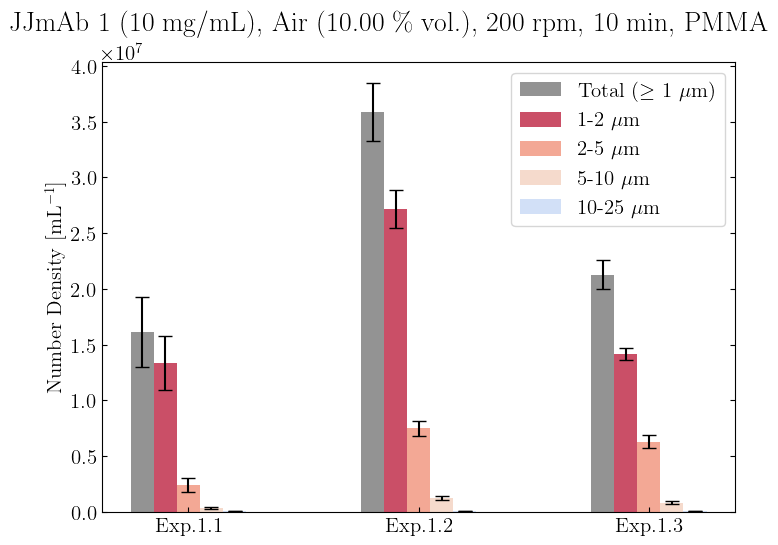 JJmAb 1 (10 mg/mL), Air (10.00 % vol.), 200 rpm, 10 min, PMMA
×10⁷
4.0
3.5
3.0
2.5
2.0
1.5
1.0
0.5
0.0
Number Density [mL⁻¹]
Total (≥ 1 μm)
1-2 μm
2-5 μm
5-10 μm
10-25 μm
Exp.1.1
Exp.1.2
Exp.1.3